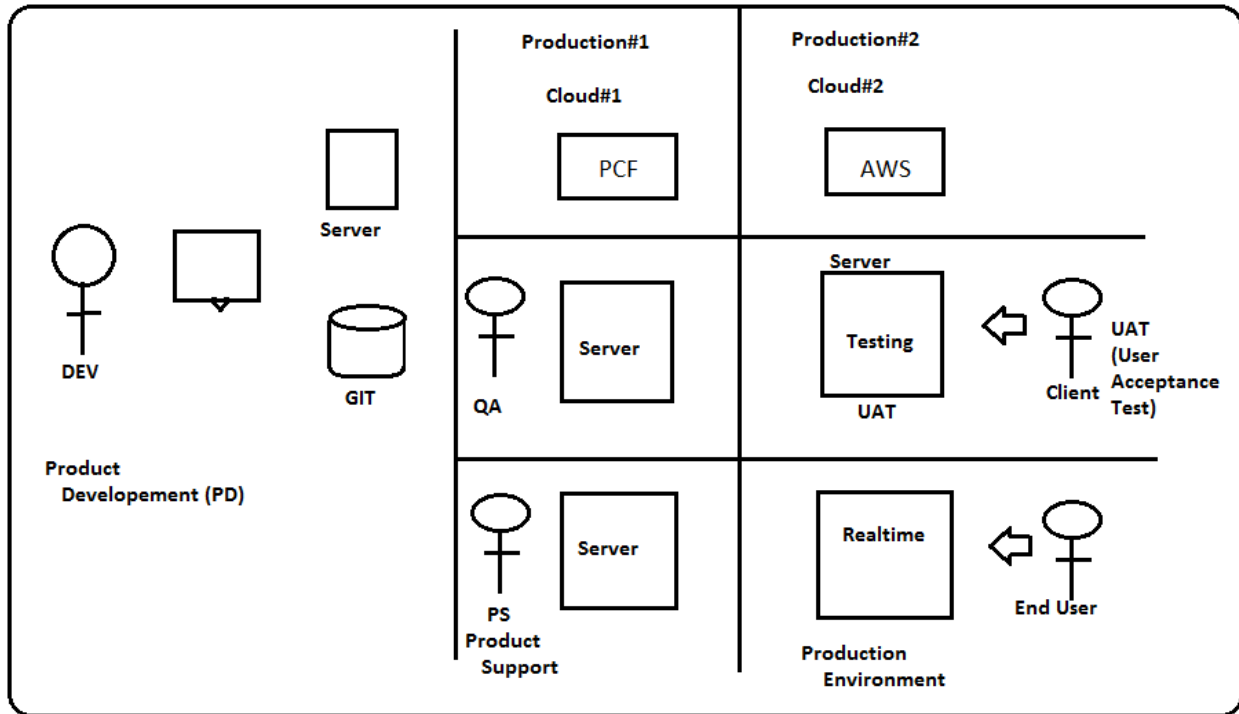 Production#1
Cloud#1
PCF
Production#2
Cloud#2
AWS
Server
DEV
GIT
Product
Developement (PD)
QA
Server
Server
Testing
UAT
Client
UAT
(User
Acceptance
Test)
PS
Product
Support
Server
Realtime
End User
Production
Environment